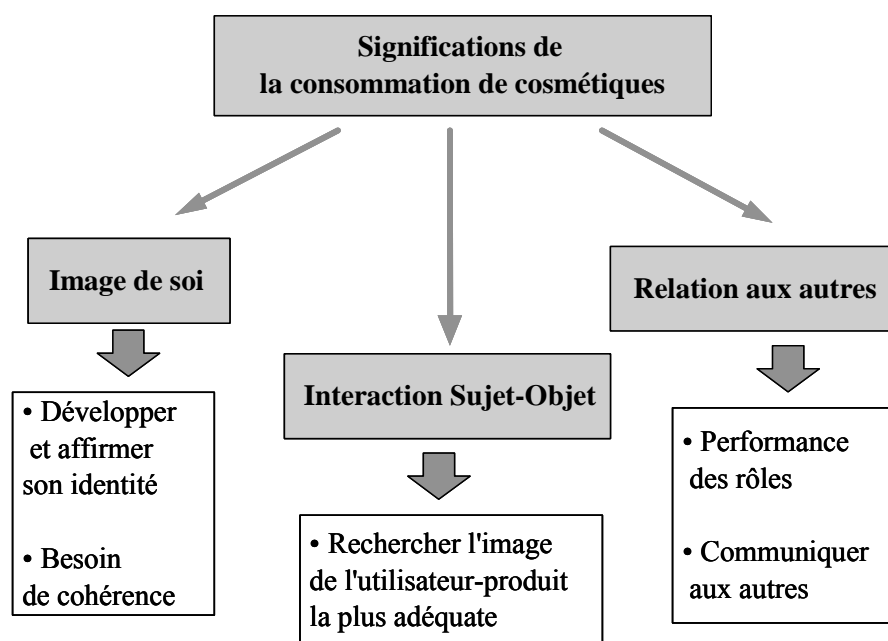 Significations de
la consommation de cosmétiques
Image de soi
• Développer
et affirmer
son identité
• Besoin
de cohérence
Interaction Sujet-Objet
• Rechercher l'image
de l'utilisateur-produit
la plus adéquate
Relation aux autres
• Performance
des rôles
• Communiquer
aux autres